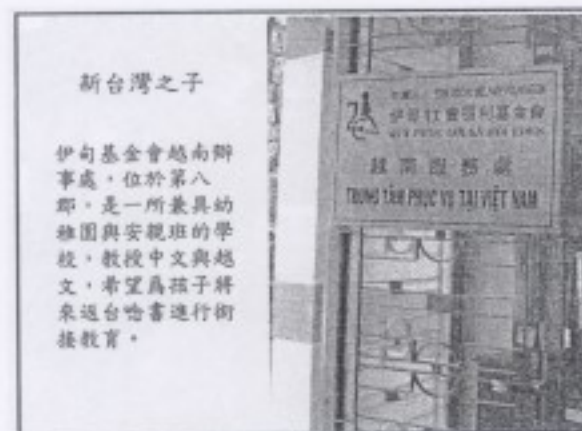 新台灣之子
伊甸基金會越南辦
事處，位於第八
郡，是一所兼具幼
稚園與安親班的學
校，教授中文與越
文，希望為孩子將
來返台唸書進行銜
接教育。
伊甸社會福利基金會
越南服務處
TRUNG TÂM PHỤC VỤ TẠI VIỆT NAM